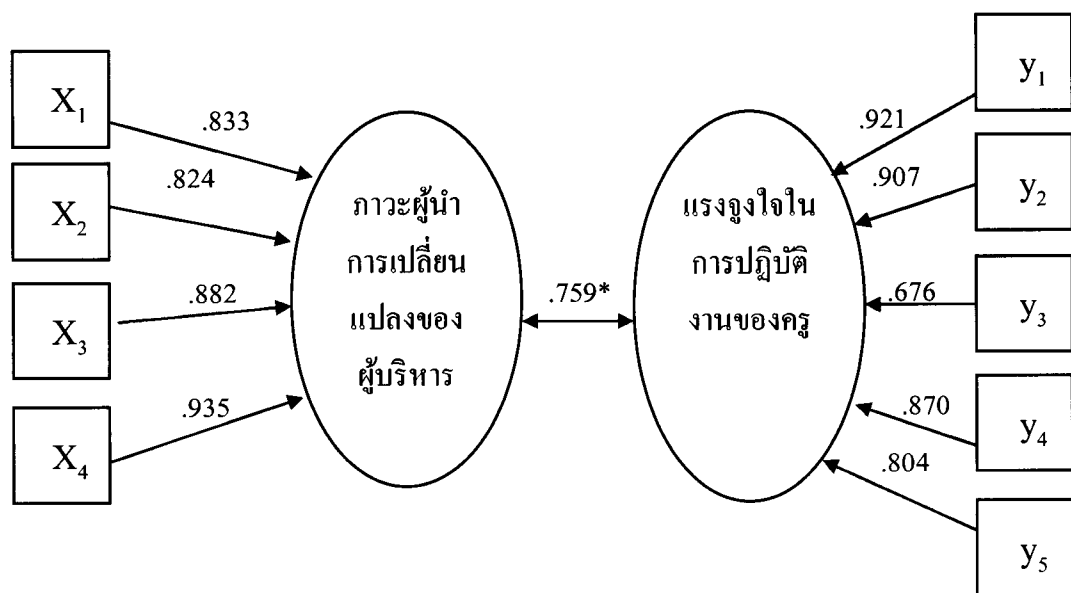 X₁
X₂
X₃
X₄
.833
.824
.882
.935
ภาวะผู้นำ
การเปลี่ยน
แปลงของ
ผู้บริหาร
.759*
แรงจูงใจใน
การปฏิบัติ
งานของครู
.921
.907
.676
.870
.804
y₁
y₂
y₃
y₄
y₅